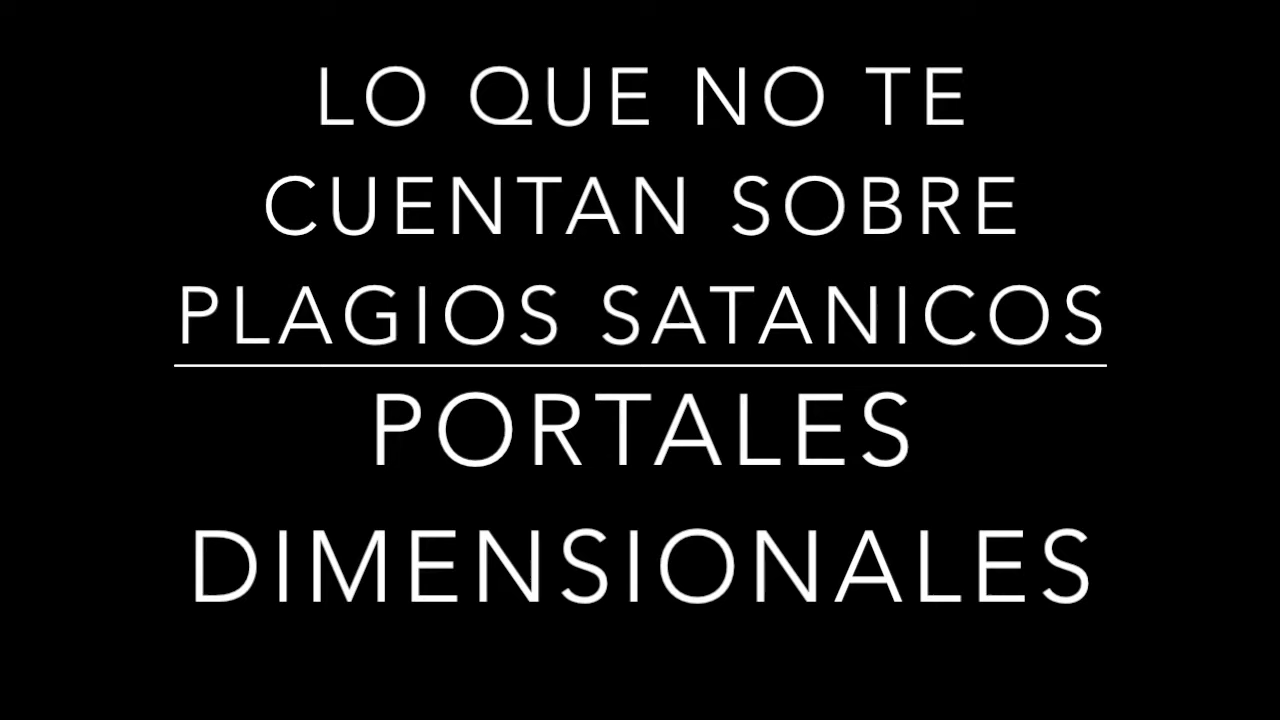 LO QUE NO TE
CUENTAN SOBRE
PLAGIOS SATANICOS
PORTALES
DIMENSIONALES